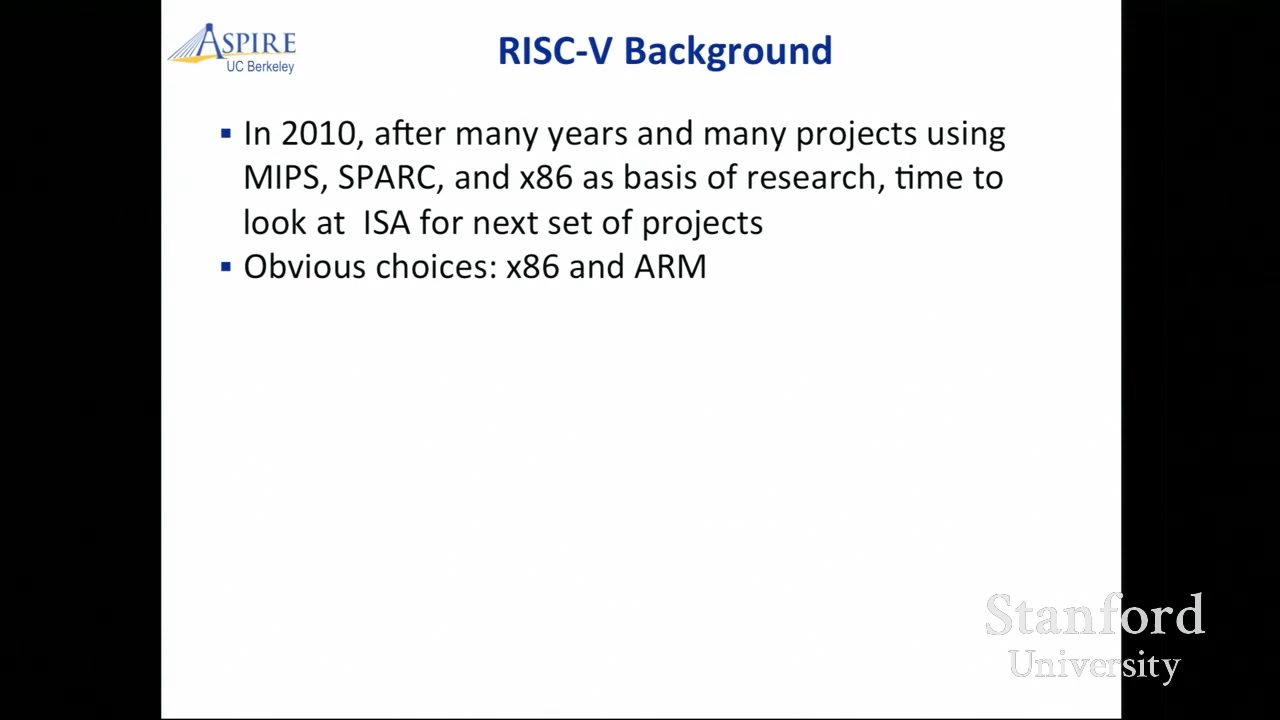 ASPIRE
UC Berkeley
RISC-V Background
▪ In 2010, after many years and many projects using
MIPS, SPARC, and x86 as basis of research, time to
look at  ISA for next set of projects
▪ Obvious choices: x86 and ARM
Stanford
University